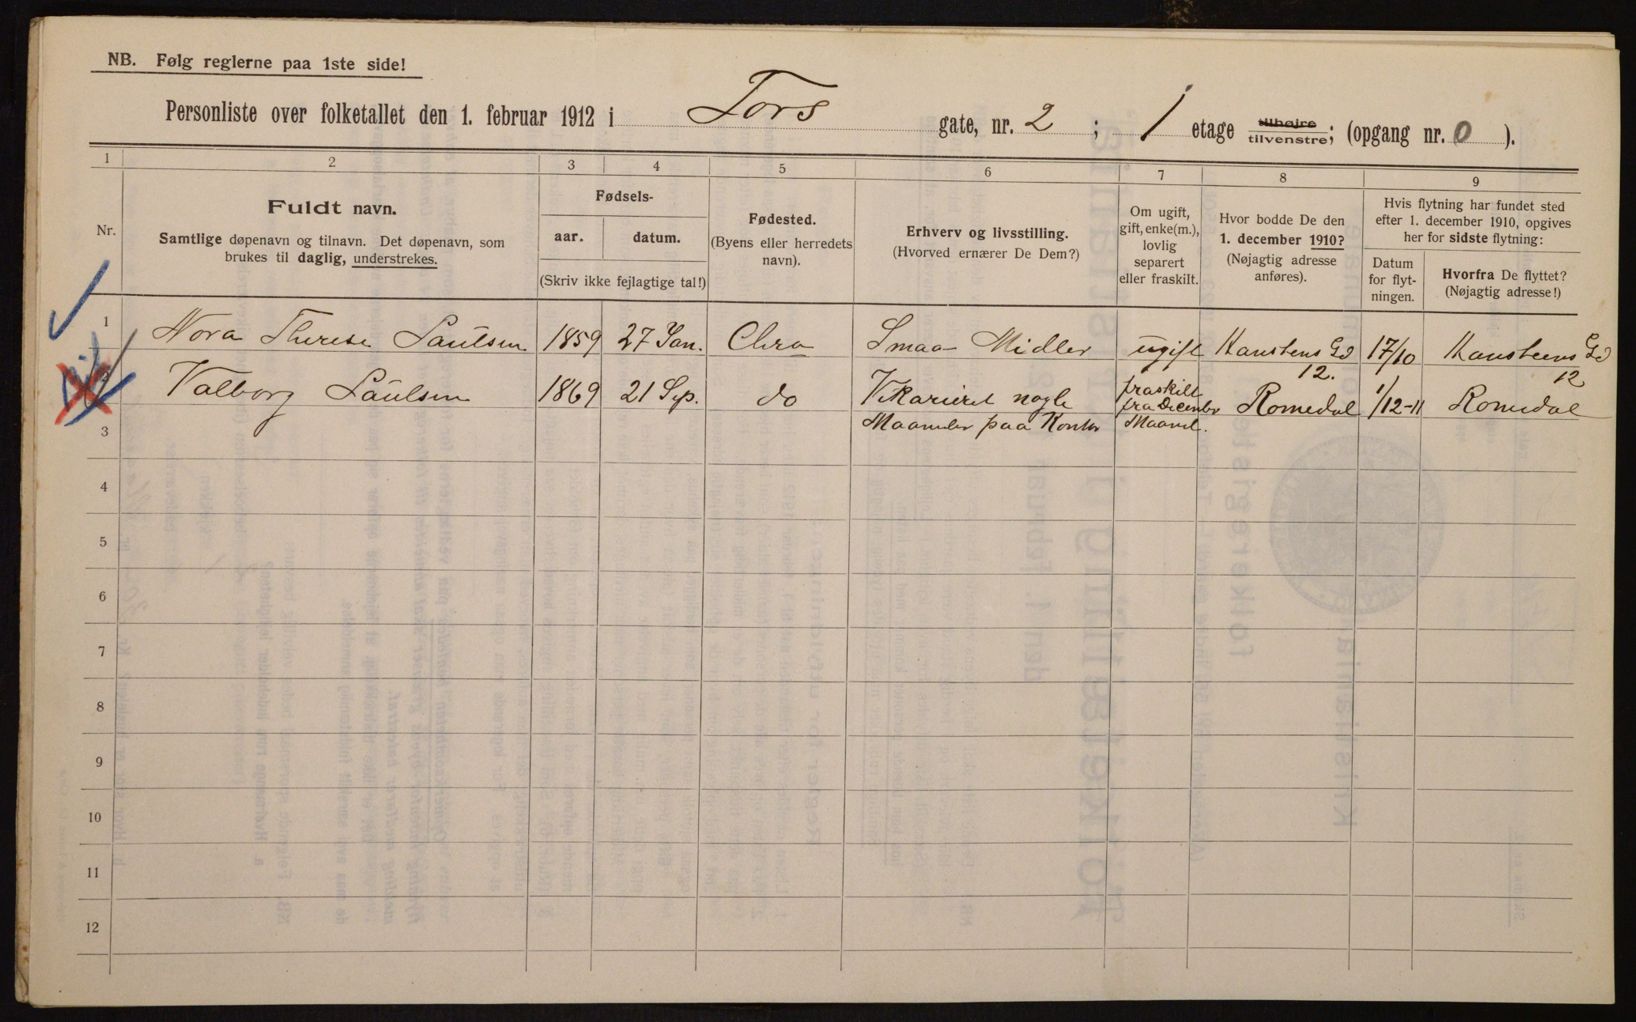 NB. Følg reglerne paa 1ste side!
Personliste over folketallet den 1. februar 1912 i Tors gate, nr. 2 ; 1 etage tilhøire tilvenstre; (opgang nr. 0 ).
1 2 3 4 5 6 7 8 9
Nr.
Fuldt navn.
Samtlige døpenavn og tilnavn. Det døpenavn, som
brukes til daglig, understrekes.
Fødsels-
aar. datum.
(Skriv ikke fejlagtige tal!)
Fødested.
(Byens eller herredets
navn).
Erhverv og livsstilling.
(Hvorved ernærer De Dem?)
Om ugift,
gift, enke(m.),
lovlig
separert
eller fraskilt.
Hvor bodde De den
1. december 1910?
(Nøjagtig adresse
anføres).
Hvis flytning har fundet sted
efter 1. december 1910, opgives
her for sidste flytning:
Datum
for flyt-
ningen.
Hvorfra De flyttet?
(Nøjagtig adresse!)
1 Nora Therese Paulsen 1859 27 Jan. Chra Smaa Midler ugift Hansteens Gd 12. 17/10 Hansteens Gd 12
2 Valborg Paulsen 1869 21 Sep. do Vikarieret nogle fraskilt Romedal 1/12-11 Romedal
fra Decenbr
3 Maaneder paa Kontor Maaned.
4
5
6
7
8
9
10
11
12